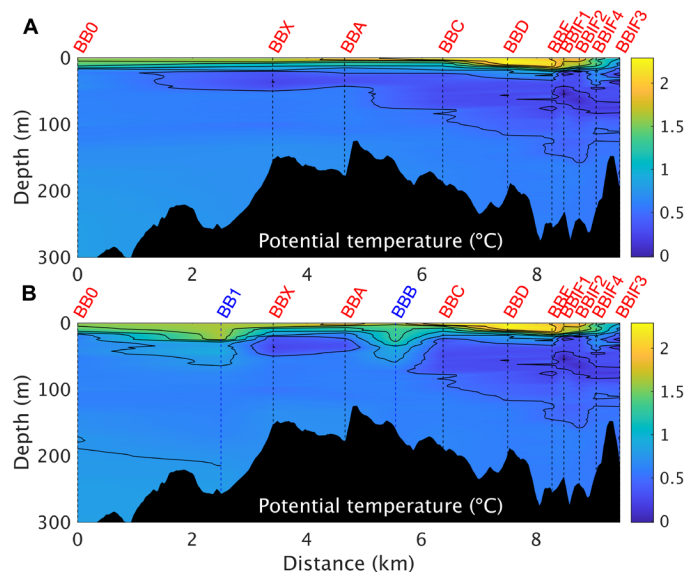 A
BB0 BBX BBA BBC BBD BBE BBIF1 BBIF2 BBIF4 BBIF3
0
100
200
300
Depth (m)
Potential temperature (°C)
0 2 4 6 8
2
1.5
1
0.5
0
B
BB0 BB1 BBX BBA BBB BBC BBD BBE BBIF1 BBIF2 BBIF4 BBIF3
0
100
200
300
Depth (m)
Potential temperature (°C)
0 2 4 6 8
Distance (km)
2
1.5
1
0.5
0